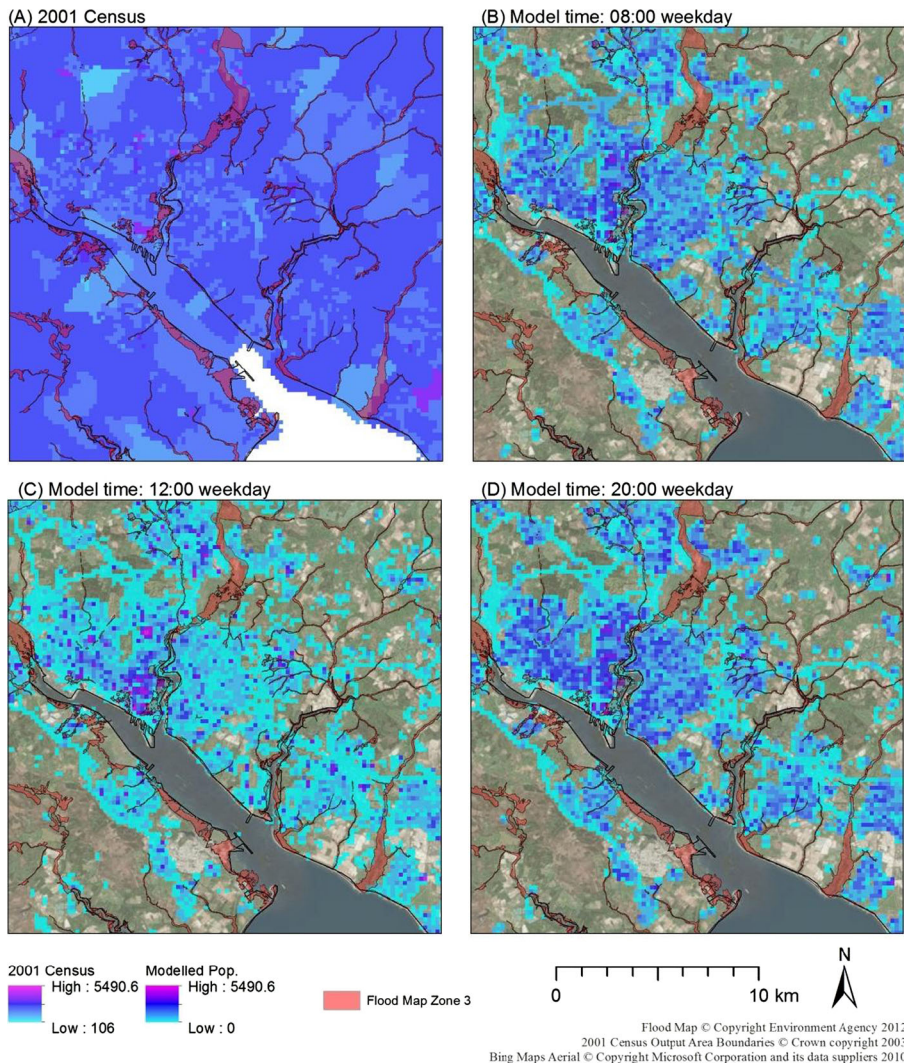 (A) 2001 Census
(B) Model time: 08:00 weekday
(C) Model time: 12:00 weekday
(D) Model time: 20:00 weekday
2001 Census
High : 5490.6
Low : 106
Modelled Pop.
High : 5490.6
Low : 0
Flood Map Zone 3
0
10 km
N
Flood Map © Copyright Environment Agency 2012
2001 Census Output Area Boundaries © Crown copyright 2003
Bing Maps Aerial © Copyright Microsoft Corporation and its data suppliers 2010